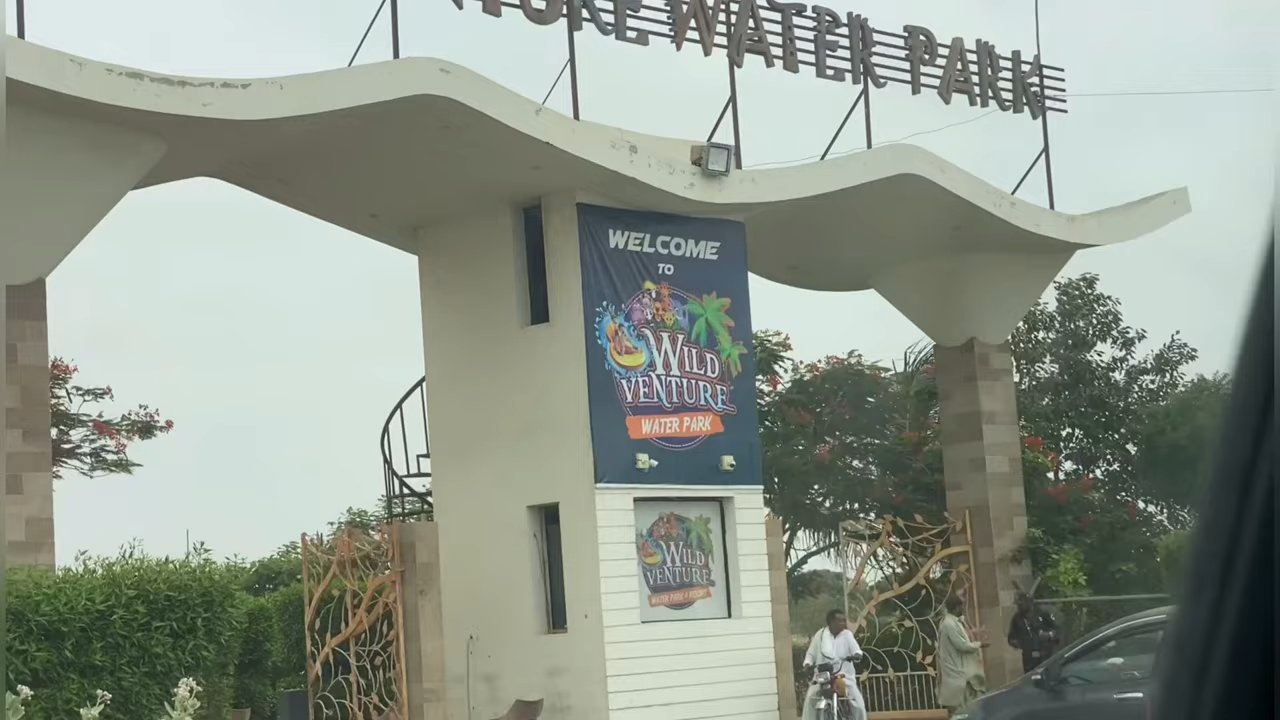 WATER PARK
WELCOME
TO
WILD
VENTURE
WATER PARK
WILD
VENTURE
WATER PARK & RESORT